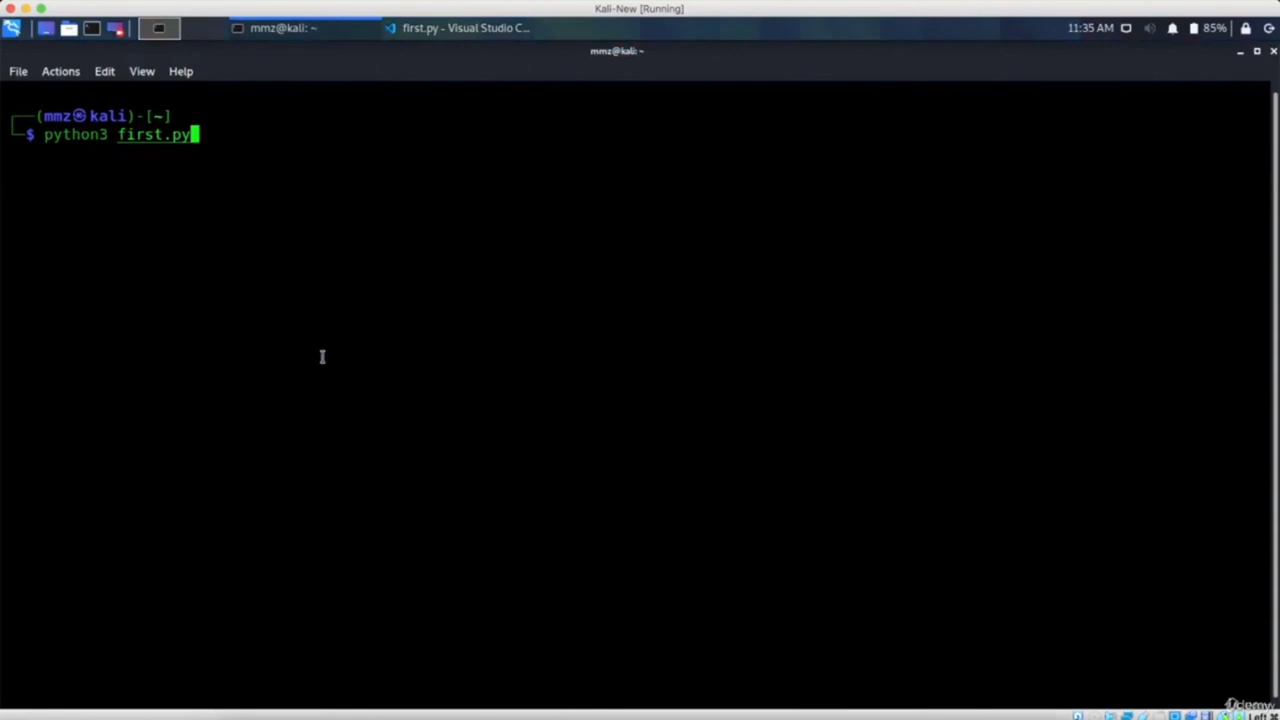 Kali-New [Running]
mmz@kali: ~
first.py - Visual Studio C...
11:35 AM
85%
mmz@kali: ~
File Actions Edit View Help
(mmz㉿kali)-[~]
$ python3 first.py
Udemy
Left ⌘